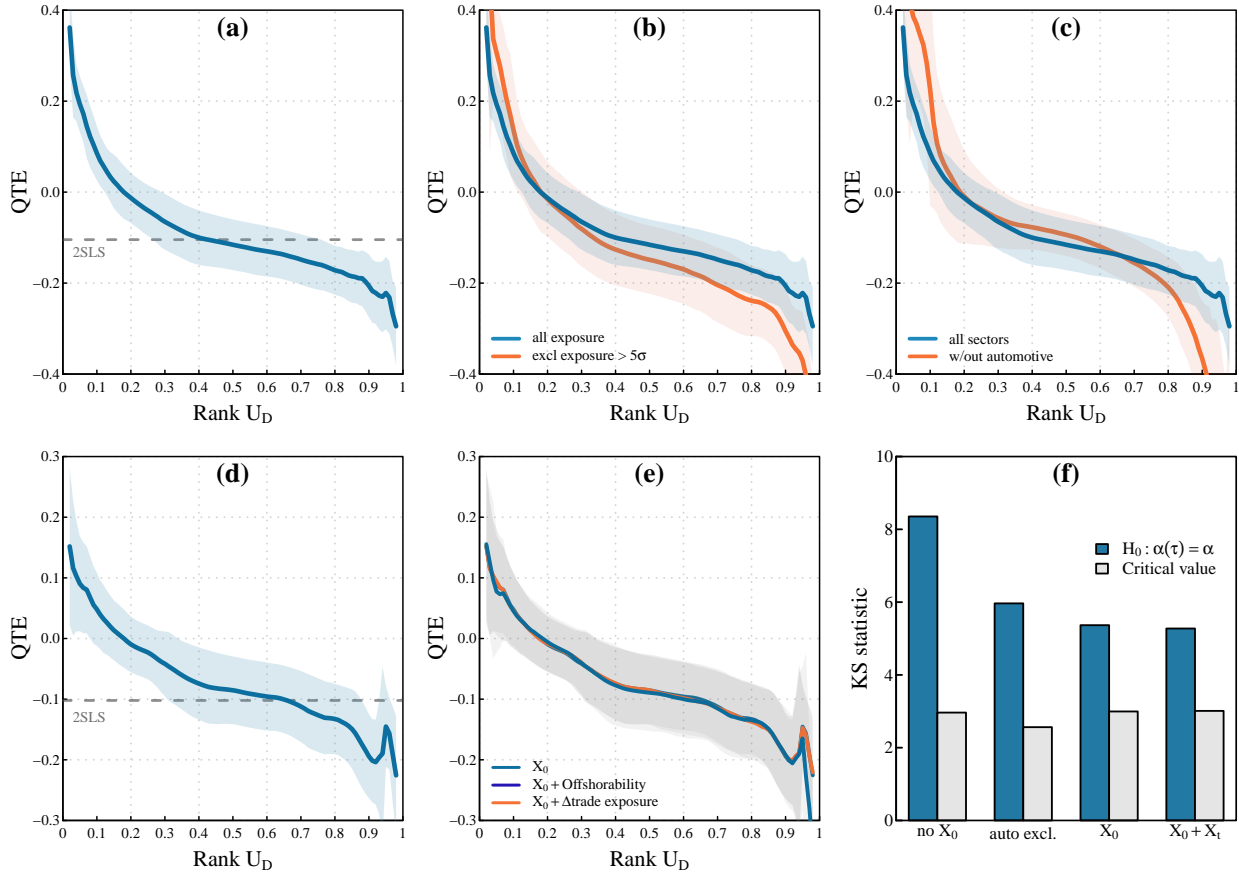 (a)
0.4
0.2
0.0
−0.2
−0.4
QTE
2SLS
0 0.1 0.2 0.3 0.4 0.5 0.6 0.7 0.8 0.9 1
Rank U_D
(b)
0.4
0.2
0.0
−0.2
−0.4
QTE
all exposure
excl exposure > 5σ
0 0.1 0.2 0.3 0.4 0.5 0.6 0.7 0.8 0.9 1
Rank U_D
(c)
0.4
0.2
0.0
−0.2
−0.4
QTE
all sectors
w/out automotive
0 0.1 0.2 0.3 0.4 0.5 0.6 0.7 0.8 0.9 1
Rank U_D
(d)
0.3
0.2
0.1
0.0
−0.1
−0.2
−0.3
QTE
2SLS
0 0.1 0.2 0.3 0.4 0.5 0.6 0.7 0.8 0.9 1
Rank U_D
(e)
0.3
0.2
0.1
0.0
−0.1
−0.2
−0.3
QTE
X_0
X_0 + Offshorability
X_0 + Δtrade exposure
0 0.1 0.2 0.3 0.4 0.5 0.6 0.7 0.8 0.9 1
Rank U_D
(f)
10
8
6
4
2
0
KS statistic
H_0 : α(τ) = α
Critical value
no X_0 auto excl. X_0 X_0 + X_t